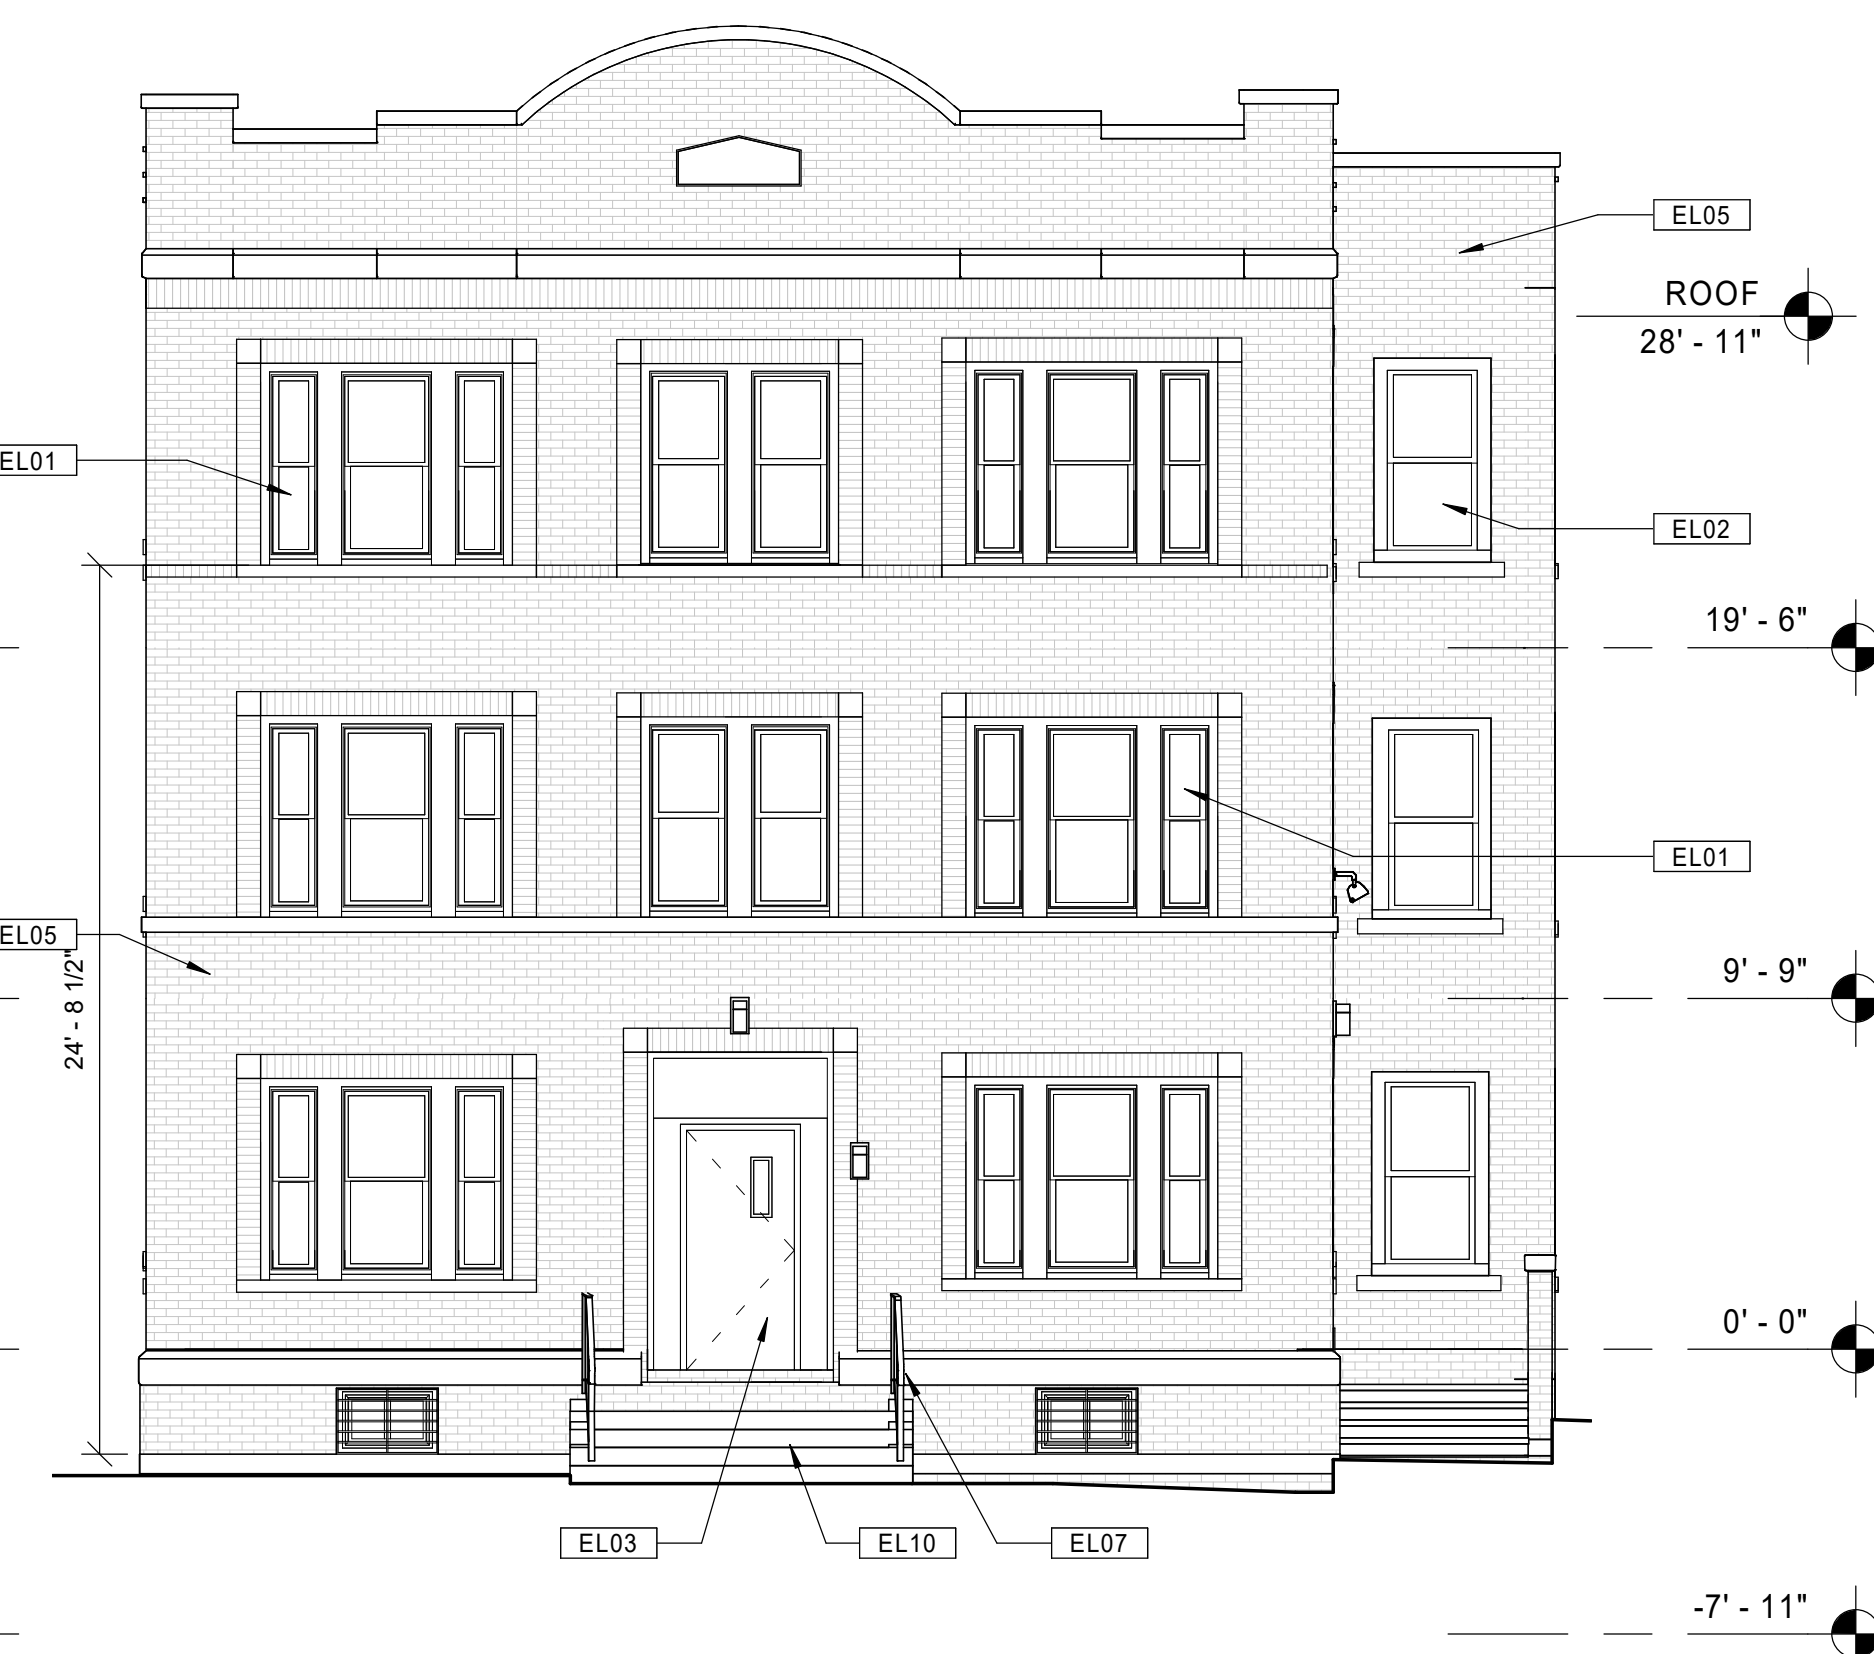 EL05
ROOF
28' - 11"
EL01
EL02
19' - 6"
EL01
EL05
24' - 8 1/2"
9' - 9"
0' - 0"
EL03
EL10
EL07
-7' - 11"